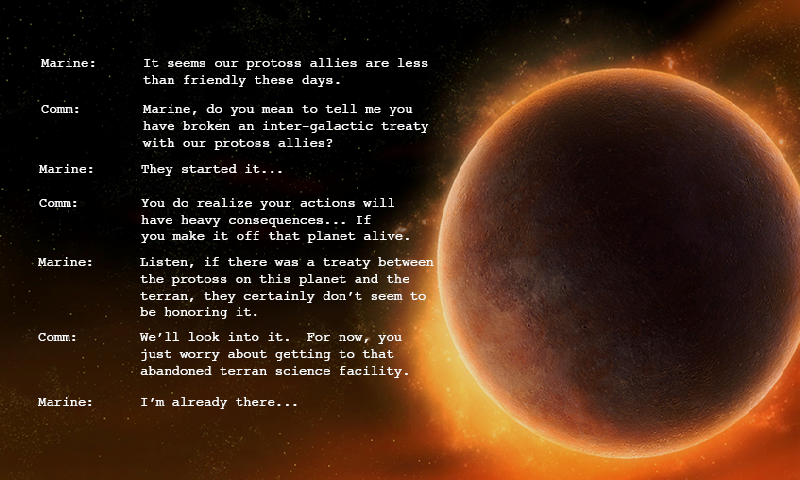 Marine: It seems our protoss allies are less
than friendly these days.
Comm: Marine, do you mean to tell me you
have broken an inter-galactic treaty
with our protoss allies?
Marine: They started it...
Comm: You do realize your actions will
have heavy consequences... If
you make it off that planet alive.
Marine: Listen, if there was a treaty between
the protoss on this planet and the
terran, they certainly don't seem to
be honoring it.
Comm: We'll look into it. For now, you
just worry about getting to that
abandoned terran science facility.
Marine: I'm already there...